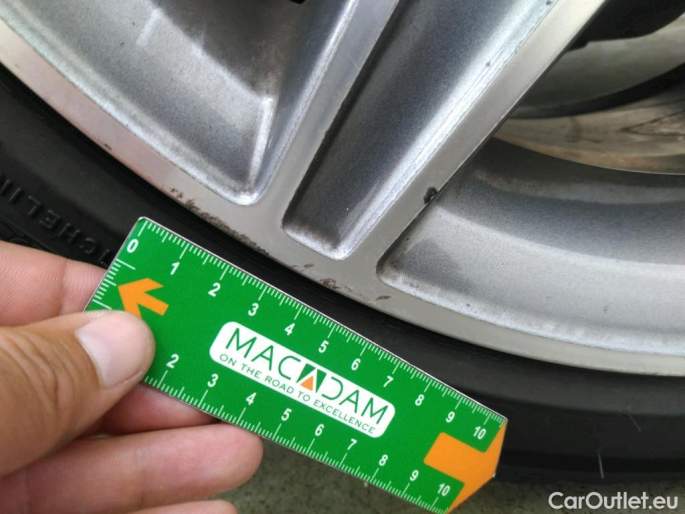 MICHELIN
0 1 2 3 4 5 6 7 8 9 10
MACADAM
ON THE ROAD TO EXCELLENCE
2 3 4 5 6 7 8 9 10
CarOutlet.eu